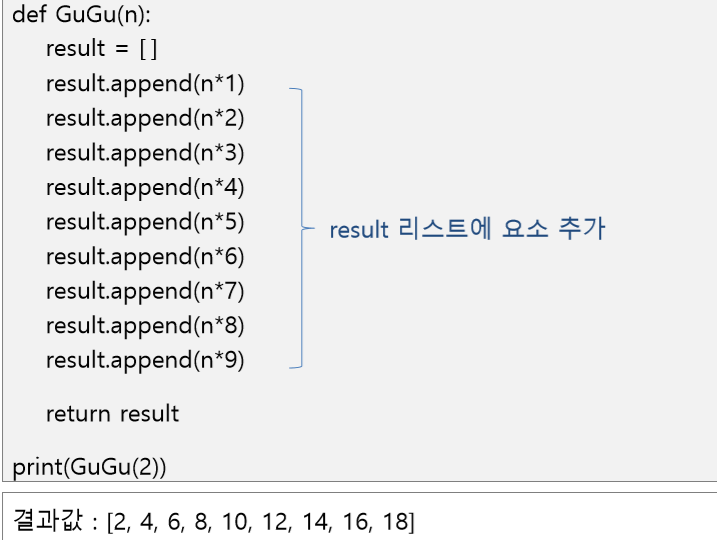 def GuGu(n):
result = []
result.append(n*1)
result.append(n*2)
result.append(n*3)
result.append(n*4)
result.append(n*5)
result.append(n*6)
result.append(n*7)
result.append(n*8)
result.append(n*9)
result 리스트에 요소 추가
return result
print(GuGu(2))
결과값 : [2, 4, 6, 8, 10, 12, 14, 16, 18]